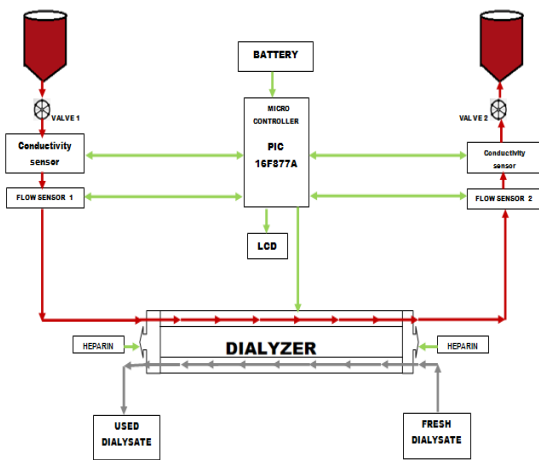 BATTERY
VALVE 1
MICRO
CONTROLLER
PIC
16F877A
VALVE 2
Conductivity
sensor
Conductivity
sensor
FLOW SENSOR 1
FLOW SENSOR 2
LCD
HEPARIN
DIALYZER
HEPARIN
USED
DIALYSATE
FRESH
DIALYSATE